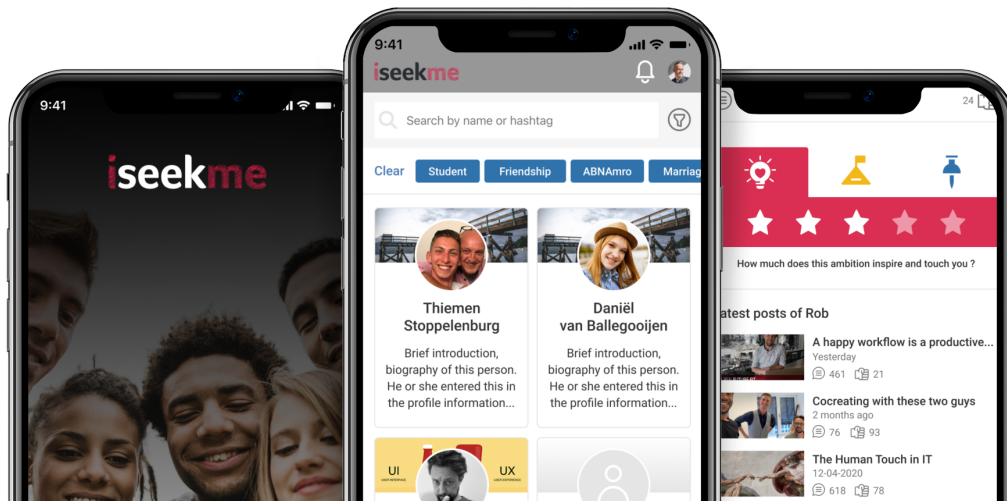 9:41
iseekme
9:41
iseekme
Search by name or hashtag
Clear
Student
Friendship
ABNAmro
Marriag
Thiemen
Stoppelenburg
Brief introduction,
biography of this person.
He or she entered this in
the profile information...
Daniël
van Ballegooijen
Brief introduction,
biography of this person.
He or she entered this in
the profile information...
UI
USER INTERFACE
UX
USER EXPERIENCE
24
How much does this ambition inspire and touch you ?
atest posts of Rob
A happy workflow is a productive...
Yesterday
461 21
Cocreating with these two guys
2 months ago
76 93
The Human Touch in IT
12-04-2020
618 78